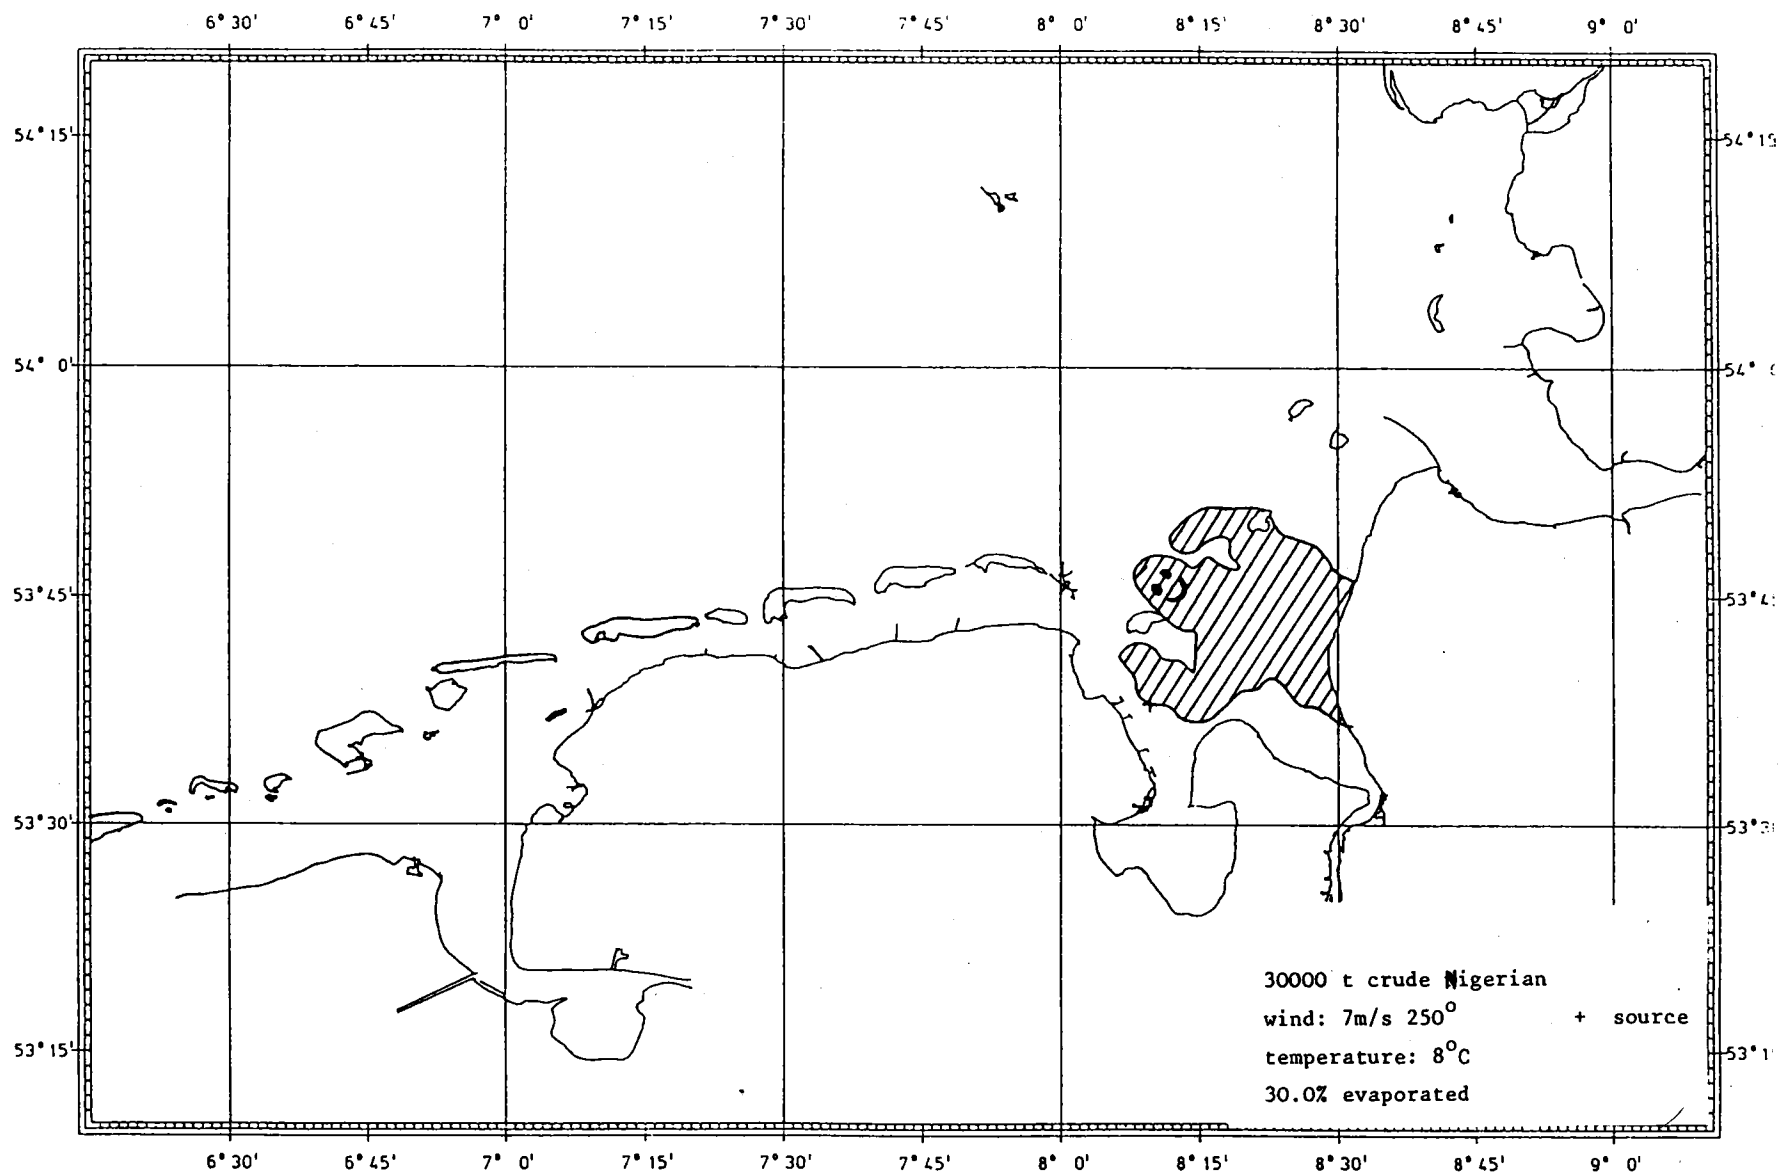 6° 30' 6° 45' 7° 0' 7° 15' 7° 30' 7° 45' 8° 0' 8° 15' 8° 30' 8° 45' 9° 0'
54° 15'
54° 0'
54°
53° 45'
53° 30'
53° 15'
30000 t crude Nigerian
wind: 7m/s 250°
+ source
temperature: 8°C
30.0% evaporated
6° 30' 6° 45' 7° 0' 7° 15' 7° 30' 7° 45' 8° 0' 8° 15' 8° 30' 8° 45' 9° 0'